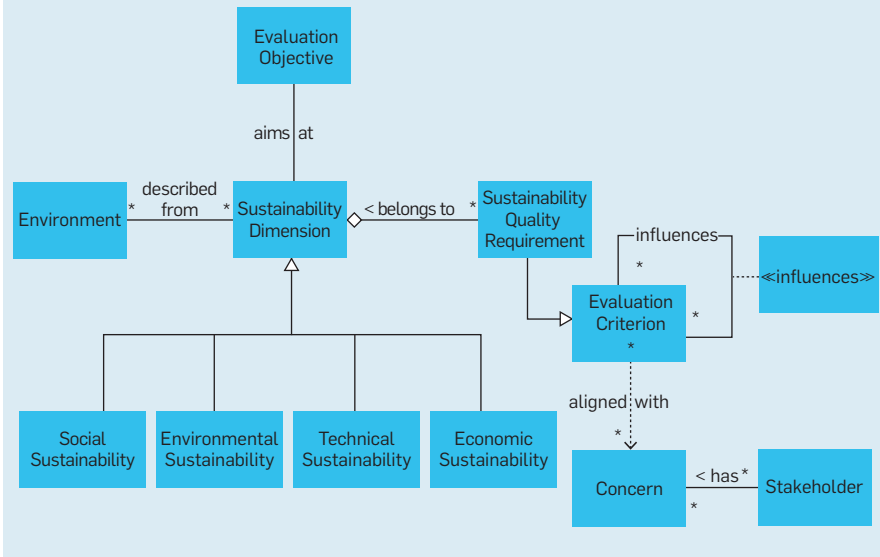 Evaluation
Objective
aims at
Environment
*
described
from
*
Sustainability
Dimension
< belongs to
*
Sustainability
Quality
Requirement
influences
*
≪influences≫
Evaluation
Criterion
*
*
aligned with
*
Social
Sustainability
Environmental
Sustainability
Technical
Sustainability
Economic
Sustainability
Concern
< has *
*
Stakeholder